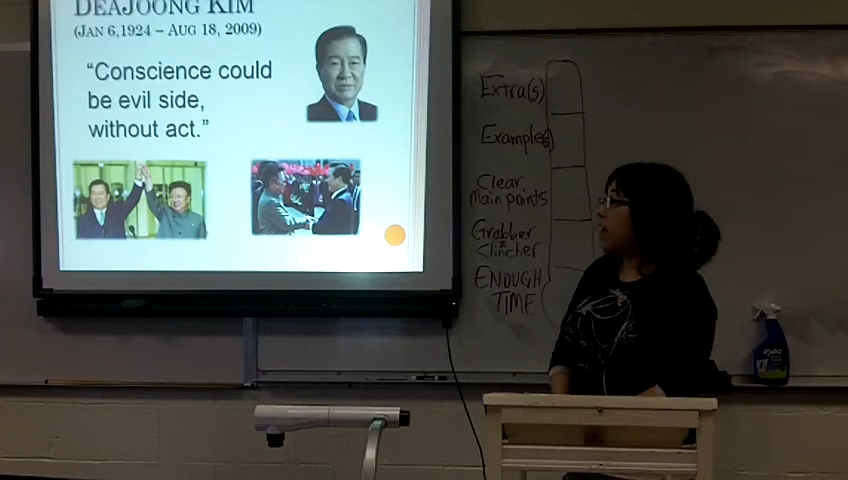 DEAJOONG KIM
(JAN 6,1924 – AUG 18, 2009)
“Conscience could
be evil side,
without act.”
Extra(s)
Example(s)
Clear
Main points
Grabber
&
Clincher
ENOUGH
TIME